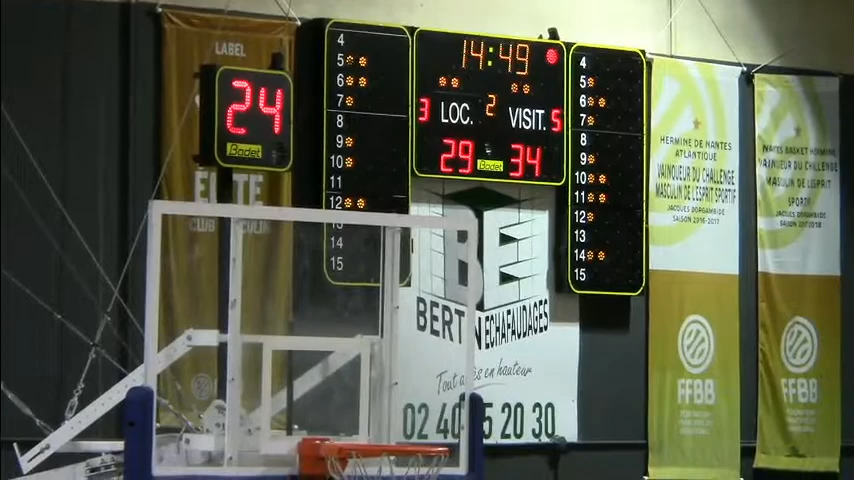 LABEL
24
Bodet
14:49
3 LOC. 2 VISIT. 5
29 Bodet 34
4
5
6
7
8
9
10
11
12
13
14
15
4
5
6
7
8
9
10
11
12
13
14
15
BERT N ECHAFAUDAGES
Tout accès en hauteur...
02 40 05 20 30
HERMINE DE NANTES
ATLANTIQUE
VAINQUEUR DU CHALLENGE
MASCULIN DE L'ESPRIT SPORTIF
JACQUES DORGAMBIDE
SAISON 2016-2017
FFBB
NANTES BASKET HERMINE
VAINQUEUR DU CHALLENGE
MASCULIN DE L'ESPRIT
SPORTIF
JACQUES DORGAMBIDE
SAISON 2017-2018
FFBB